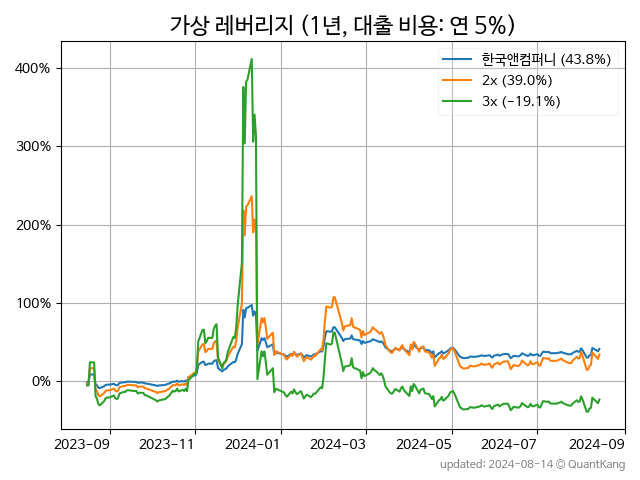 가상 레버리지 (1년, 대출 비용: 연 5%)
한국앤컴퍼니 (43.8%)
2x (39.0%)
3x (−19.1%)
400%
300%
200%
100%
0%
2023-09 2023-11 2024-01 2024-03 2024-05 2024-07 2024-09
updated: 2024-08-14 © QuantKang